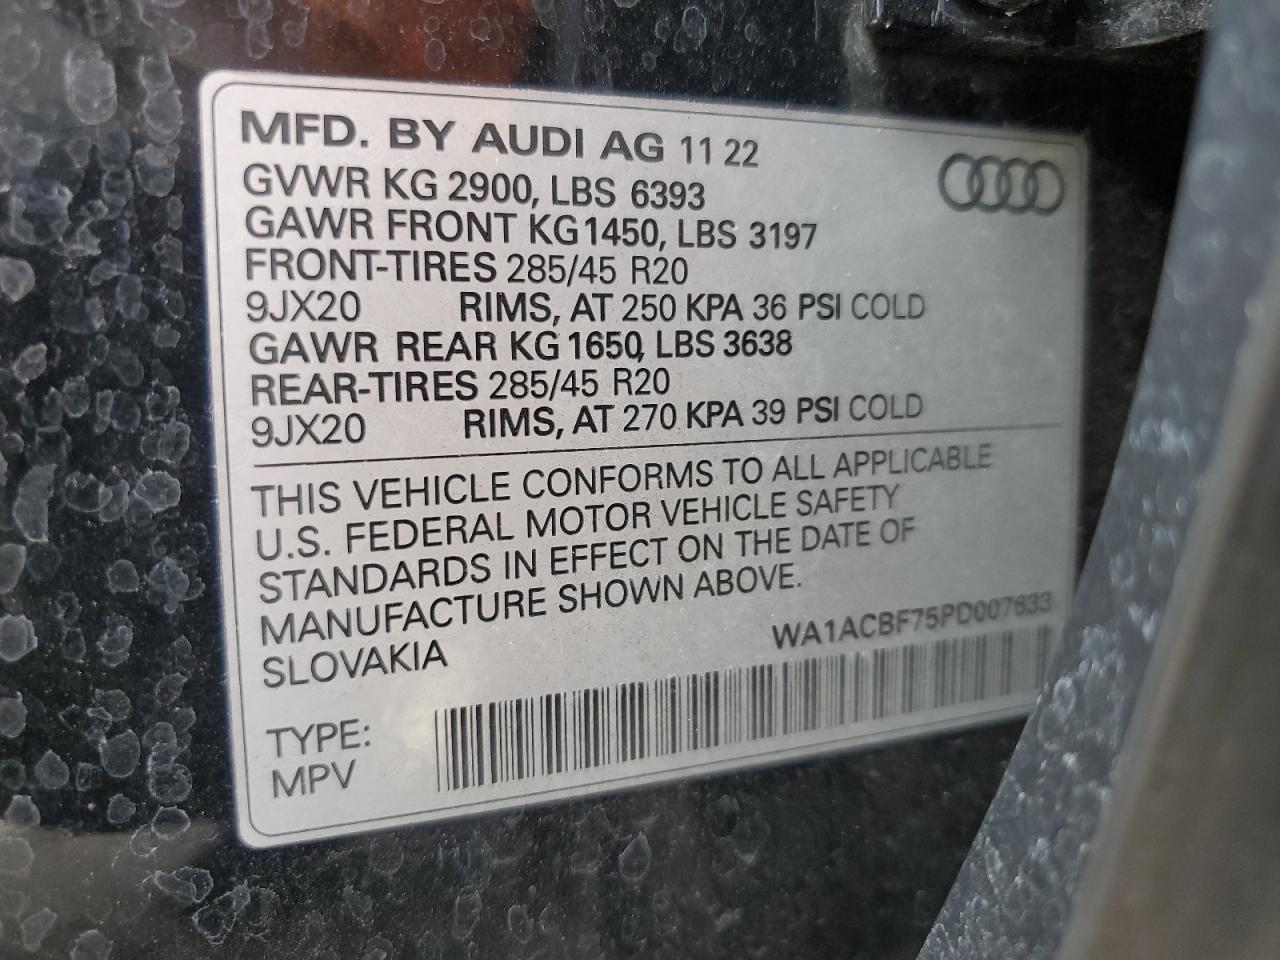 MFD. BY AUDI AG 11 22
GVWR KG 2900, LBS 6393
GAWR FRONT KG 1450, LBS 3197
FRONT-TIRES 285/45 R20
9JX20 RIMS, AT 250 KPA 36 PSI COLD
GAWR REAR KG 1650, LBS 3638
REAR-TIRES 285/45 R20
9JX20 RIMS, AT 270 KPA 39 PSI COLD
THIS VEHICLE CONFORMS TO ALL APPLICABLE
U.S. FEDERAL MOTOR VEHICLE SAFETY
STANDARDS IN EFFECT ON THE DATE OF
MANUFACTURE SHOWN ABOVE.
SLOVAKIA
WA1ACBF75PD007633
TYPE:
MPV